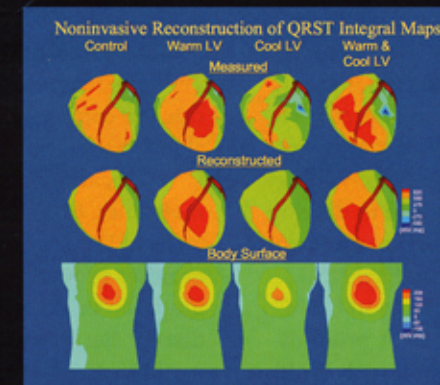 Noninvasive Reconstruction of QRST Integral Maps
Control Warm LV Cool LV Warm &
Cool LV
Measured
Reconstructed
Body Surface